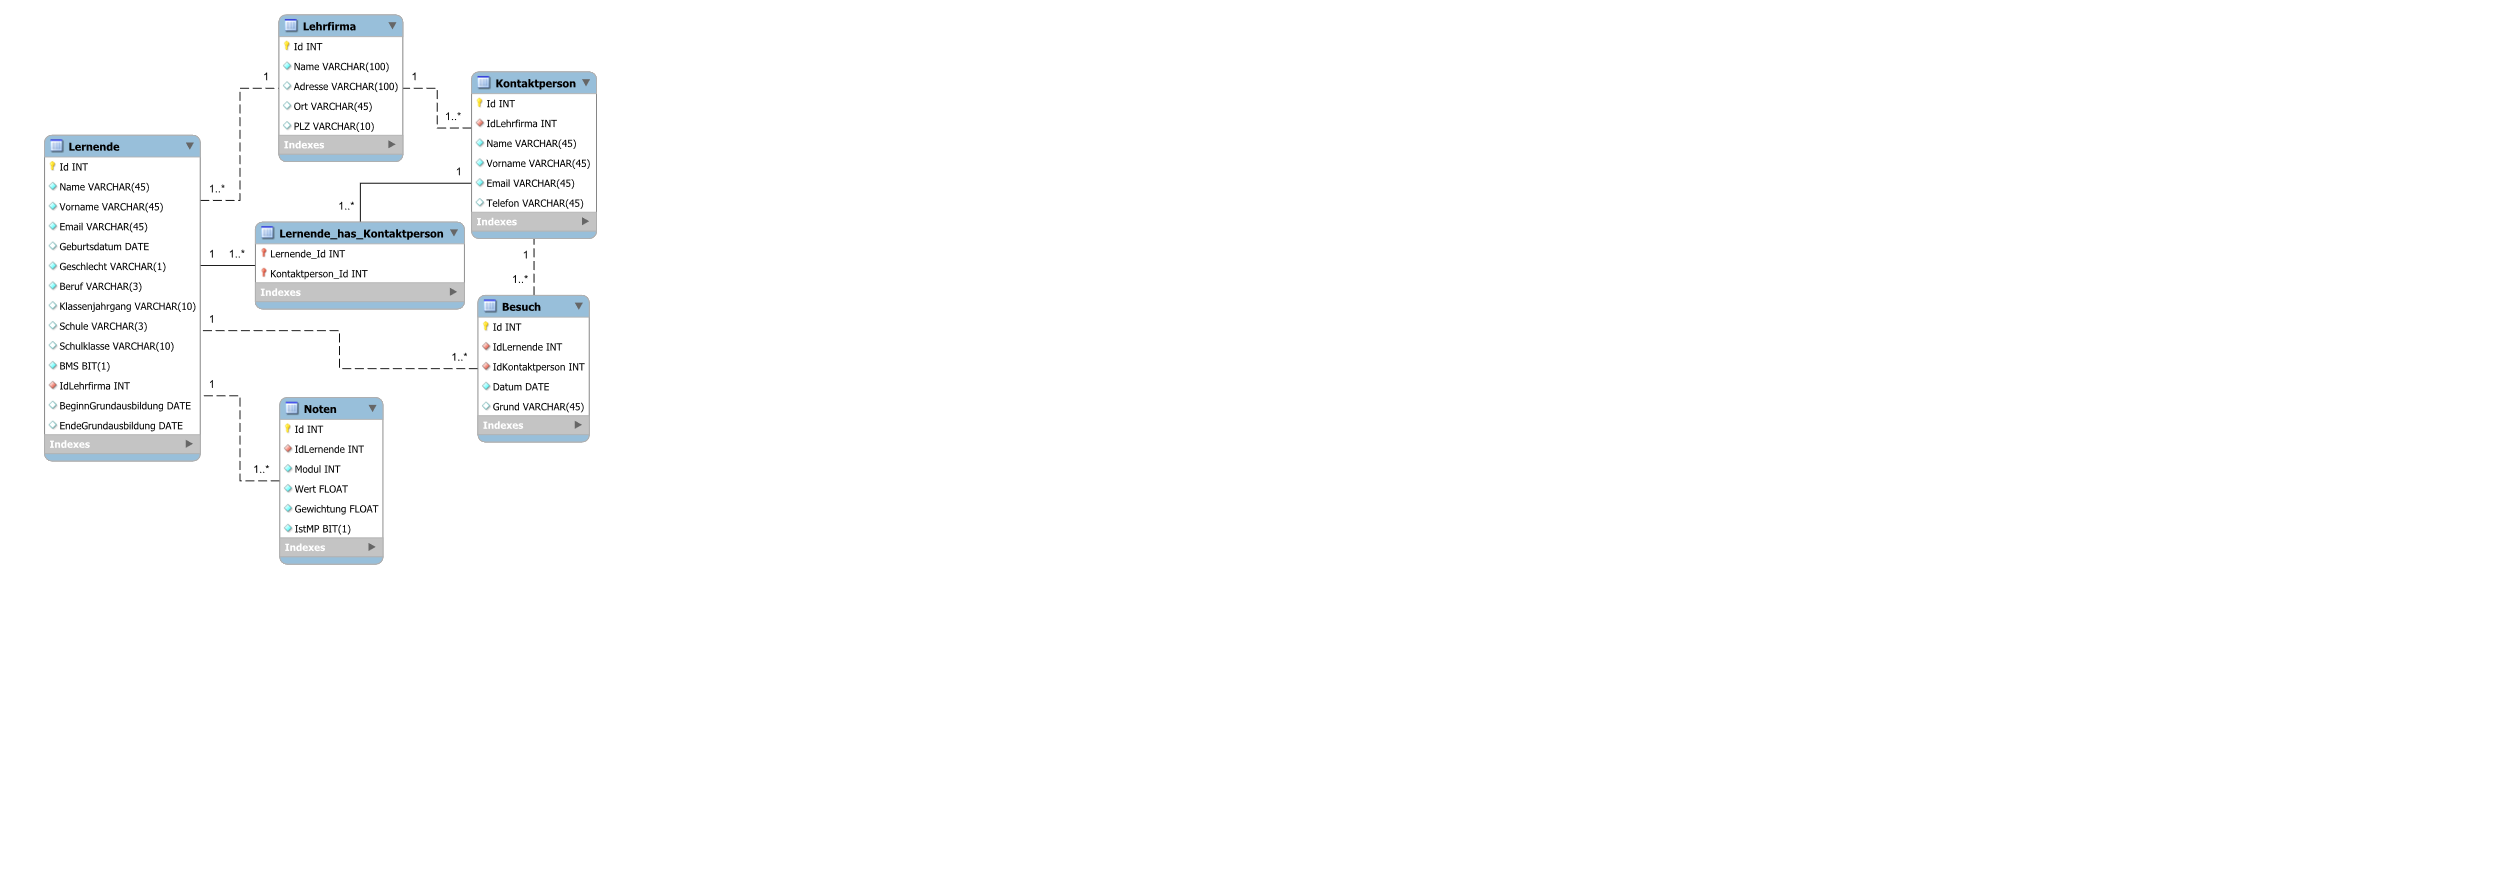 Lehrfirma
Id INT
Name VARCHAR(100)
Adresse VARCHAR(100)
Ort VARCHAR(45)
PLZ VARCHAR(10)
Indexes
1
1
1..*
Kontaktperson
Id INT
IdLehrfirma INT
Name VARCHAR(45)
Vorname VARCHAR(45)
Email VARCHAR(45)
Telefon VARCHAR(45)
Indexes
Lernende
Id INT
Name VARCHAR(45)
Vorname VARCHAR(45)
Email VARCHAR(45)
Geburtsdatum DATE
Geschlecht VARCHAR(1)
Beruf VARCHAR(3)
Klassenjahrgang VARCHAR(10)
Schule VARCHAR(3)
Schulklasse VARCHAR(10)
BMS BIT(1)
IdLehrfirma INT
BeginnGrundausbildung DATE
EndeGrundausbildung DATE
Indexes
1..*
1
1..*
Lernende_has_Kontaktperson
Lernende_Id INT
Kontaktperson_Id INT
Indexes
1
1..*
1
1..*
Besuch
Id INT
IdLernende INT
IdKontaktperson INT
Datum DATE
Grund VARCHAR(45)
Indexes
1
1..*
1
1..*
Noten
Id INT
IdLernende INT
Modul INT
Wert FLOAT
Gewichtung FLOAT
IstMP BIT(1)
Indexes